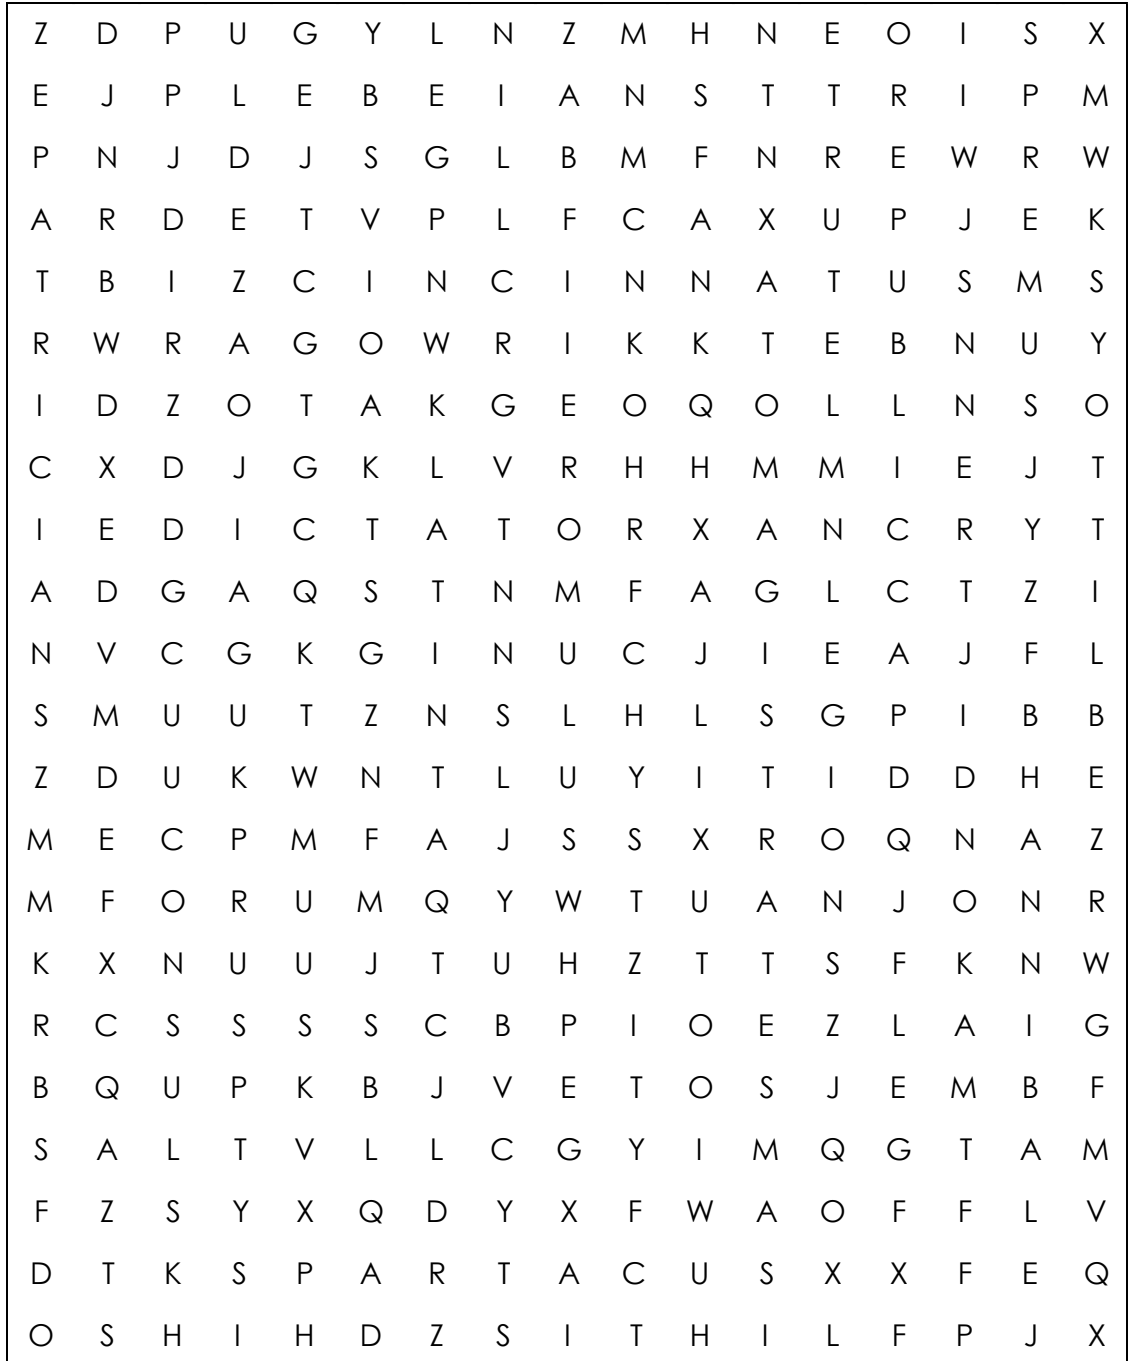 Z D P U G Y L N Z M H N E O I S X
E J P L E B E I A N S T T R I P M
P N J D J S G L B M F N R E W R W
A R D E T V P L F C A X U P J E K
T B I Z C I N C I N N A T U S M S
R W R A G O W R I K K T E B N U Y
I D Z O T A K G E O Q O L L N S O
C X D J G K L V R H H M M I E J T
I E D I C T A T O R X A N C R Y T
A D G A Q S T N M F A G L C T Z I
N V C G K G I N U C J I E A J F L
S M U U T Z N S L H L S G P I B B
Z D U K W N T L U Y I T I D D H E
M E C P M F A J S S X R O Q N A Z
M F O R U M Q Y W T U A N J O N R
K X N U U J T U H Z T T S F K N W
R C S S S S C B P I O E Z L A I G
B Q U P K B J V E T O S J E M B F
S A L T V L L C G Y I M Q G T A M
F Z S Y X Q D Y X F W A O F F L V
D T K S P A R T A C U S X X F E Q
O S H I H D Z S I T H I L F P J X